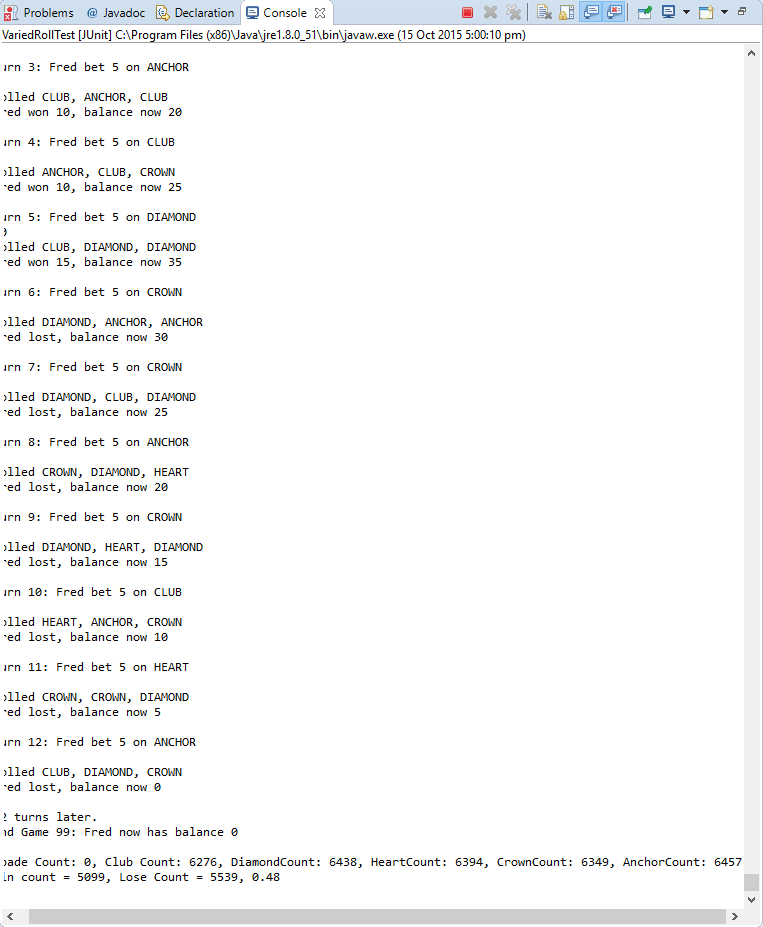 Problems @ Javadoc Declaration Console
VariedRollTest [JUnit] C:\Program Files (x86)\Java\jre1.8.0_51\bin\javaw.exe (15 Oct 2015 5:00:10 pm)
urn 3: Fred bet 5 on ANCHOR
olled CLUB, ANCHOR, CLUB
red won 10, balance now 20
urn 4: Fred bet 5 on CLUB
olled ANCHOR, CLUB, CROWN
red won 10, balance now 25
urn 5: Fred bet 5 on DIAMOND
olled CLUB, DIAMOND, DIAMOND
red won 15, balance now 35
urn 6: Fred bet 5 on CROWN
olled DIAMOND, ANCHOR, ANCHOR
red lost, balance now 30
urn 7: Fred bet 5 on CROWN
olled DIAMOND, CLUB, DIAMOND
red lost, balance now 25
urn 8: Fred bet 5 on ANCHOR
olled CROWN, DIAMOND, HEART
red lost, balance now 20
urn 9: Fred bet 5 on CROWN
olled DIAMOND, HEART, DIAMOND
red lost, balance now 15
urn 10: Fred bet 5 on CLUB
olled HEART, ANCHOR, CROWN
red lost, balance now 10
urn 11: Fred bet 5 on HEART
olled CROWN, CROWN, DIAMOND
red lost, balance now 5
urn 12: Fred bet 5 on ANCHOR
olled CLUB, DIAMOND, CROWN
red lost, balance now 0
2 turns later.
nd Game 99: Fred now has balance 0
pade Count: 0, Club Count: 6276, DiamondCount: 6438, HeartCount: 6394, CrownCount: 6349, AnchorCount: 6457
in count = 5099, Lose Count = 5539, 0.48